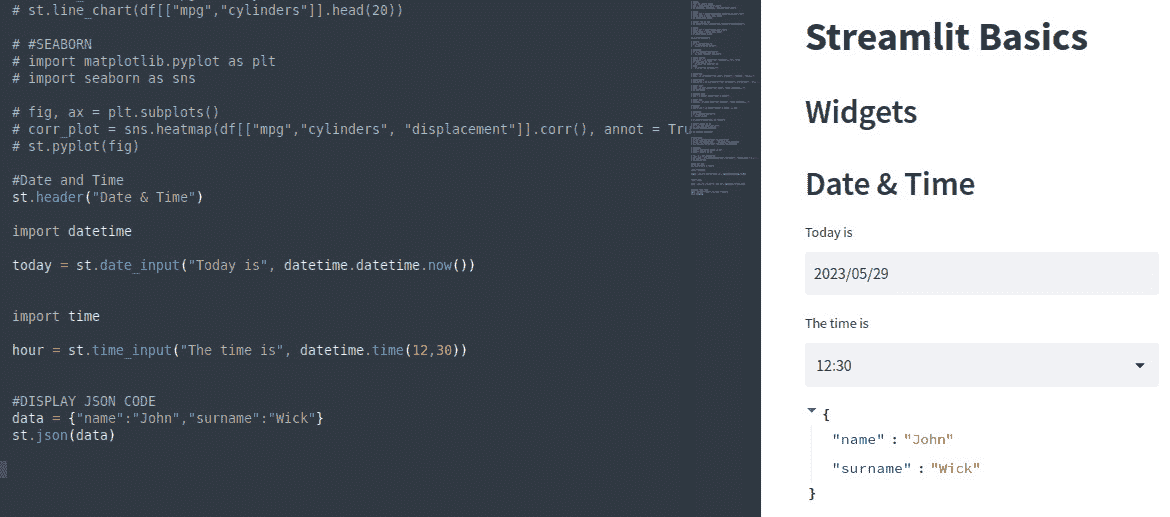 # st.line_chart(df[["mpg","cylinders"]].head(20))
# #SEABORN
# import matplotlib.pyplot as plt
# import seaborn as sns
# fig, ax = plt.subplots()
# corr_plot = sns.heatmap(df[["mpg","cylinders", "displacement"]].corr(), annot = Tru
# st.pyplot(fig)
#Date and Time
st.header("Date & Time")
import datetime
today = st.date_input("Today is", datetime.datetime.now())
import time
hour = st.time_input("The time is", datetime.time(12,30))
#DISPLAY JSON CODE
data = {"name":"John","surname":"Wick"}
st.json(data)
Streamlit Basics
Widgets
Date & Time
Today is
2023/05/29
The time is
12:30
{
"name" : "John"
"surname" : "Wick"
}